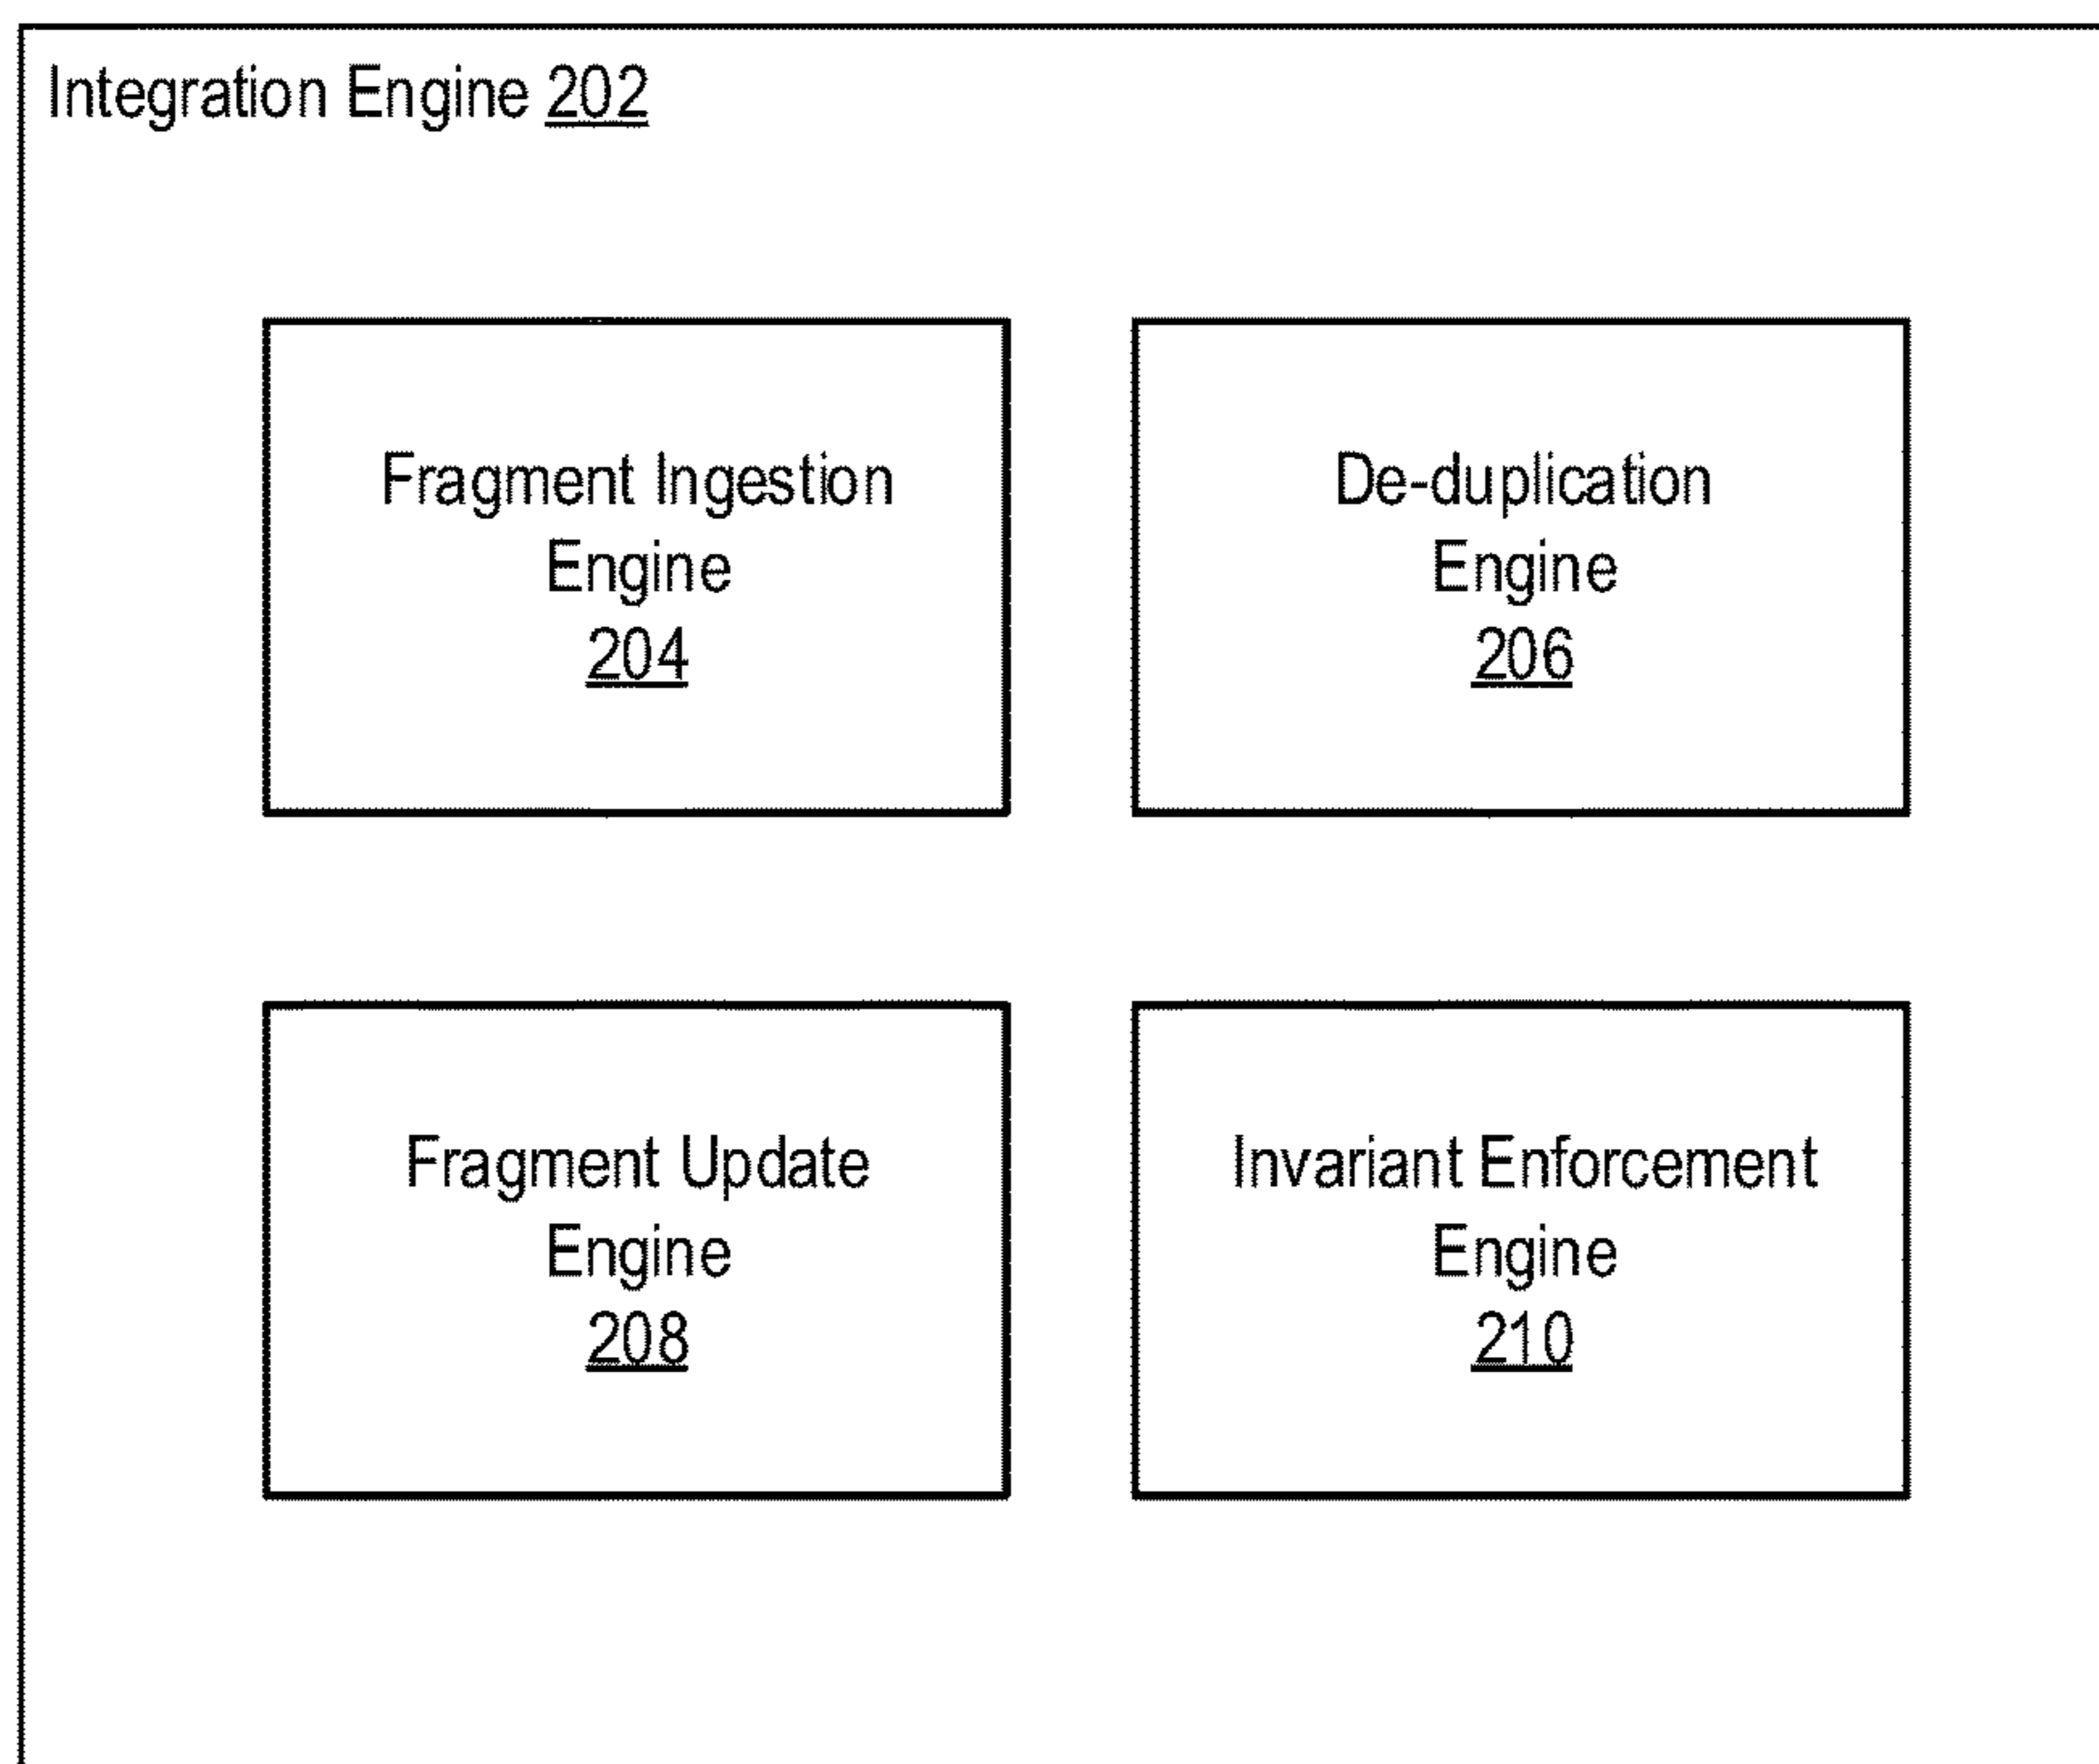 Integration Engine 202
Fragment Ingestion
Engine
204
De-duplication
Engine
206
Fragment Update
Engine
208
Invariant Enforcement
Engine
210